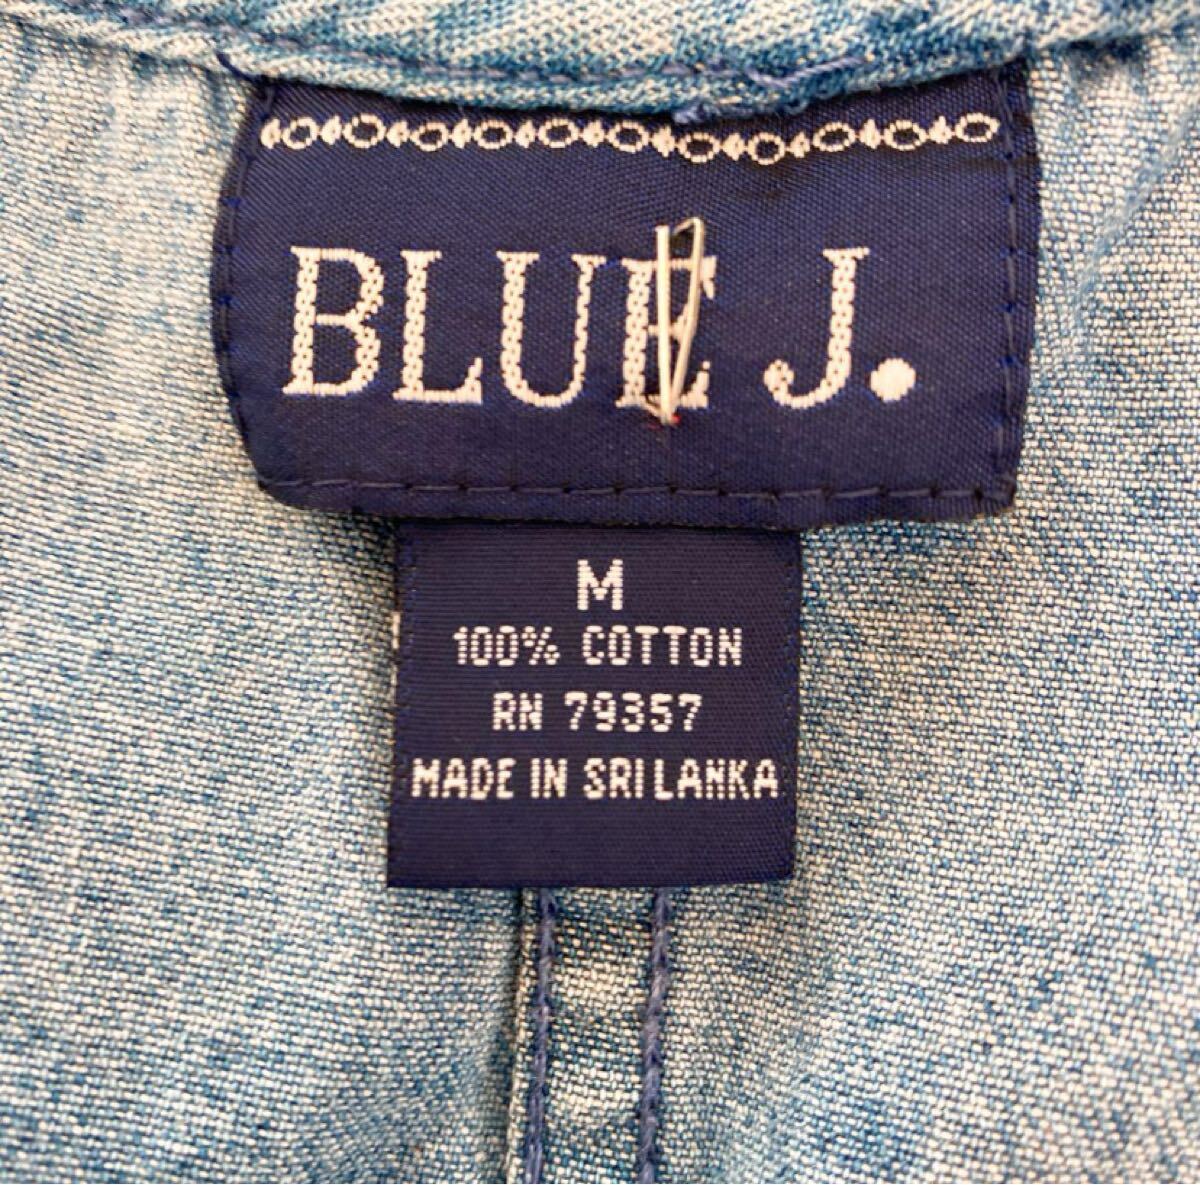 BLUE J.
M
100% COTTON
RN 79357
MADE IN SRI LANKA